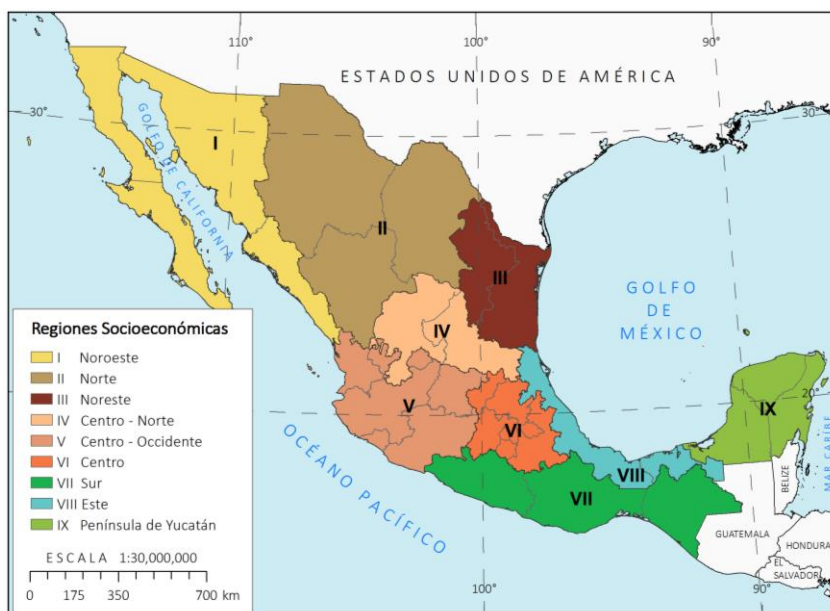 110°
100°
90°
ESTADOS UNIDOS DE AMÉRICA
30°
30°
GOLFO DE CALIFORNIA
I
II
III
GOLFO
DE
MÉXICO
IV
V
VI
VII
VIII
IX
20°
OCÉANO PACÍFICO
MAR CARIBE
BELIZE
GUATEMALA
HONDURA
EL
SALVADOR
100°
90°
Regiones Socioeconómicas
I Noroeste
II Norte
III Noreste
IV Centro - Norte
V Centro - Occidente
VI Centro
VII Sur
VIII Este
IX Península de Yucatán
ESCALA 1:30,000,000
0 175 350 700 km